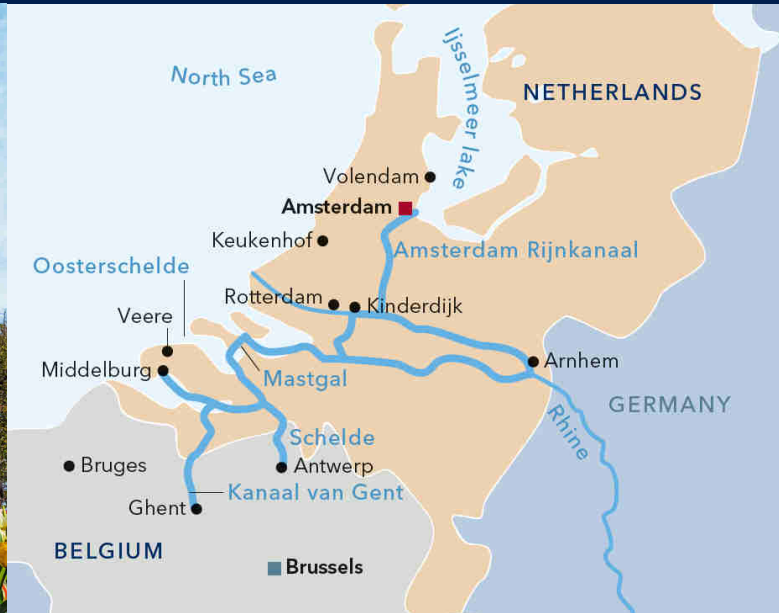 North Sea
Ijsselmeer lake
NETHERLANDS
Volendam
Amsterdam
Keukenhof
Amsterdam Rijnkanaal
Oosterschelde
Rotterdam
Kinderdijk
Veere
Middelburg
Arnhem
Mastgal
GERMANY
Rhine
Schelde
Bruges
Antwerp
Kanaal van Gent
Ghent
BELGIUM
Brussels